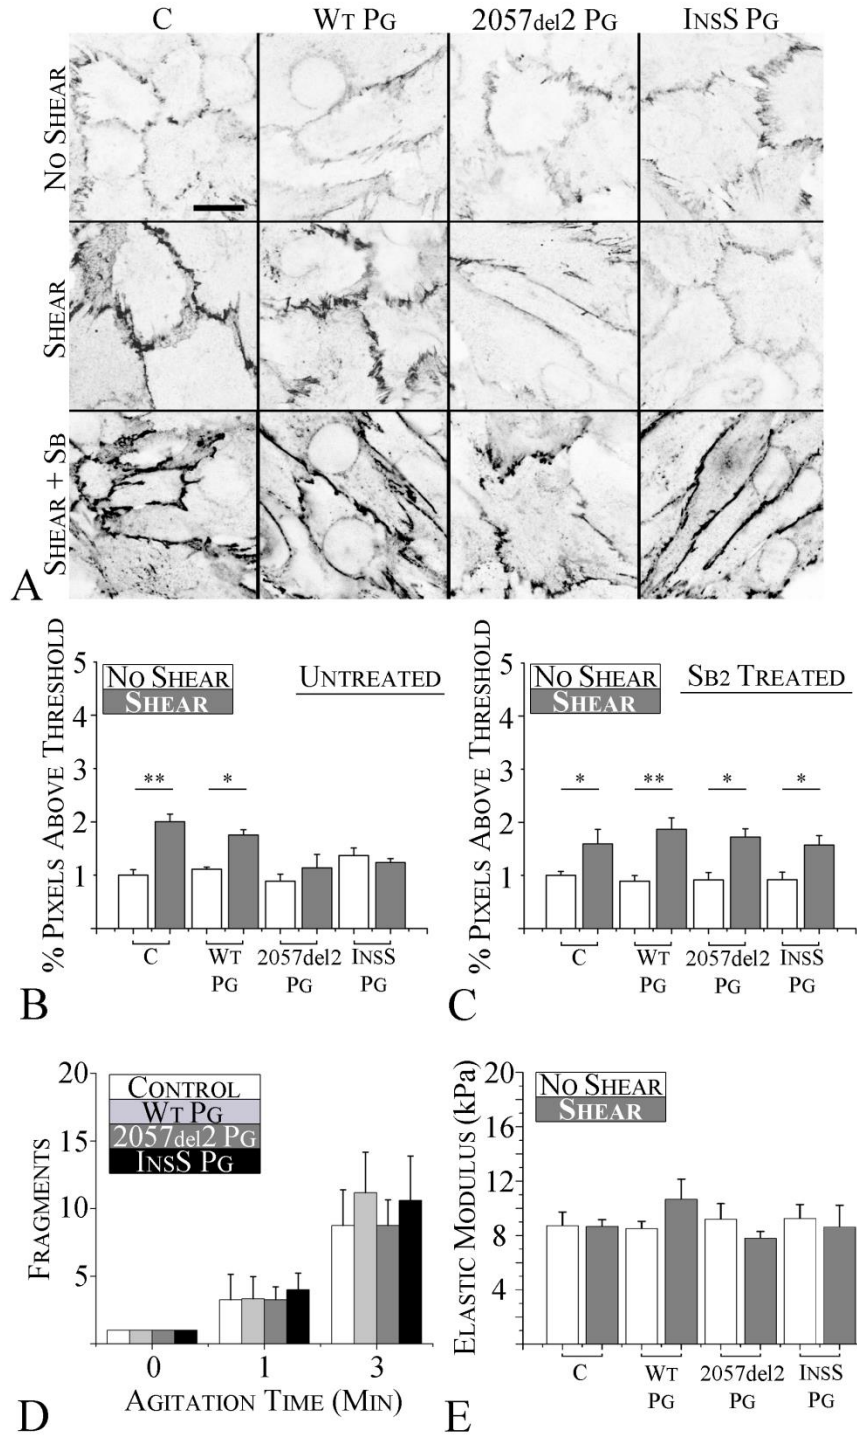 C WT PG 2057del2 PG INSS PG
NO SHEAR
SHEAR
SHEAR + SB
A
% PIXELS ABOVE THRESHOLD
5
4
3
2
1
NO SHEAR
SHEAR
UNTREATED
** *
C WT PG 2057del2 PG INSS PG
B
% PIXELS ABOVE THRESHOLD
5
4
3
2
1
NO SHEAR
SHEAR
SB2 TREATED
* ** * *
C WT PG 2057del2 PG INSS PG
C
FRAGMENTS
20
15
10
5
CONTROL
WT PG
2057del2 PG
INSS PG
0 1 3
AGITATION TIME (MIN)
D
ELASTIC MODULUS (kPa)
20
16
12
8
4
NO SHEAR
SHEAR
C WT PG 2057del2 PG INSS PG
E